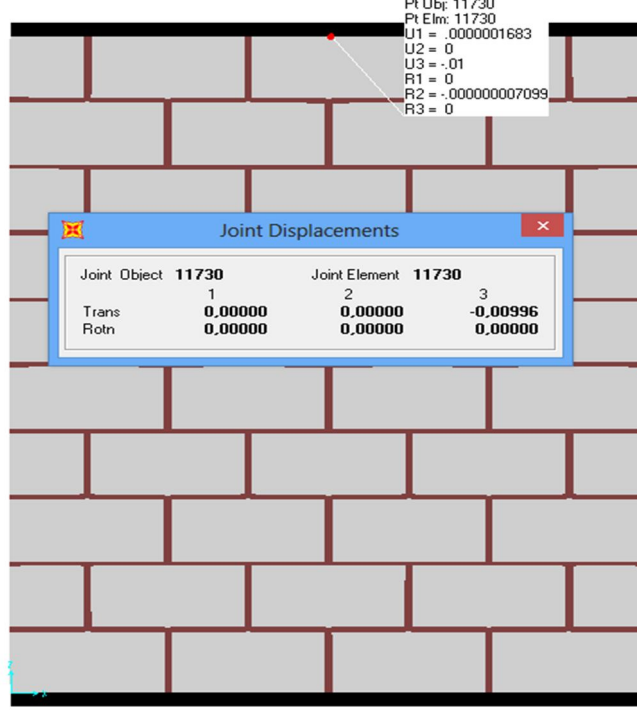 Pt Obj: 11730
Pt Elm: 11730
U1 = .0000001683
U2 = 0
U3 = -.01
R1 = 0
R2 = -.000000007099
R3 = 0
Joint Displacements
Joint Object 11730 Joint Element 11730
1 2 3
Trans 0,00000 0,00000 -0,00996
Rotn 0,00000 0,00000 0,00000
Z
X